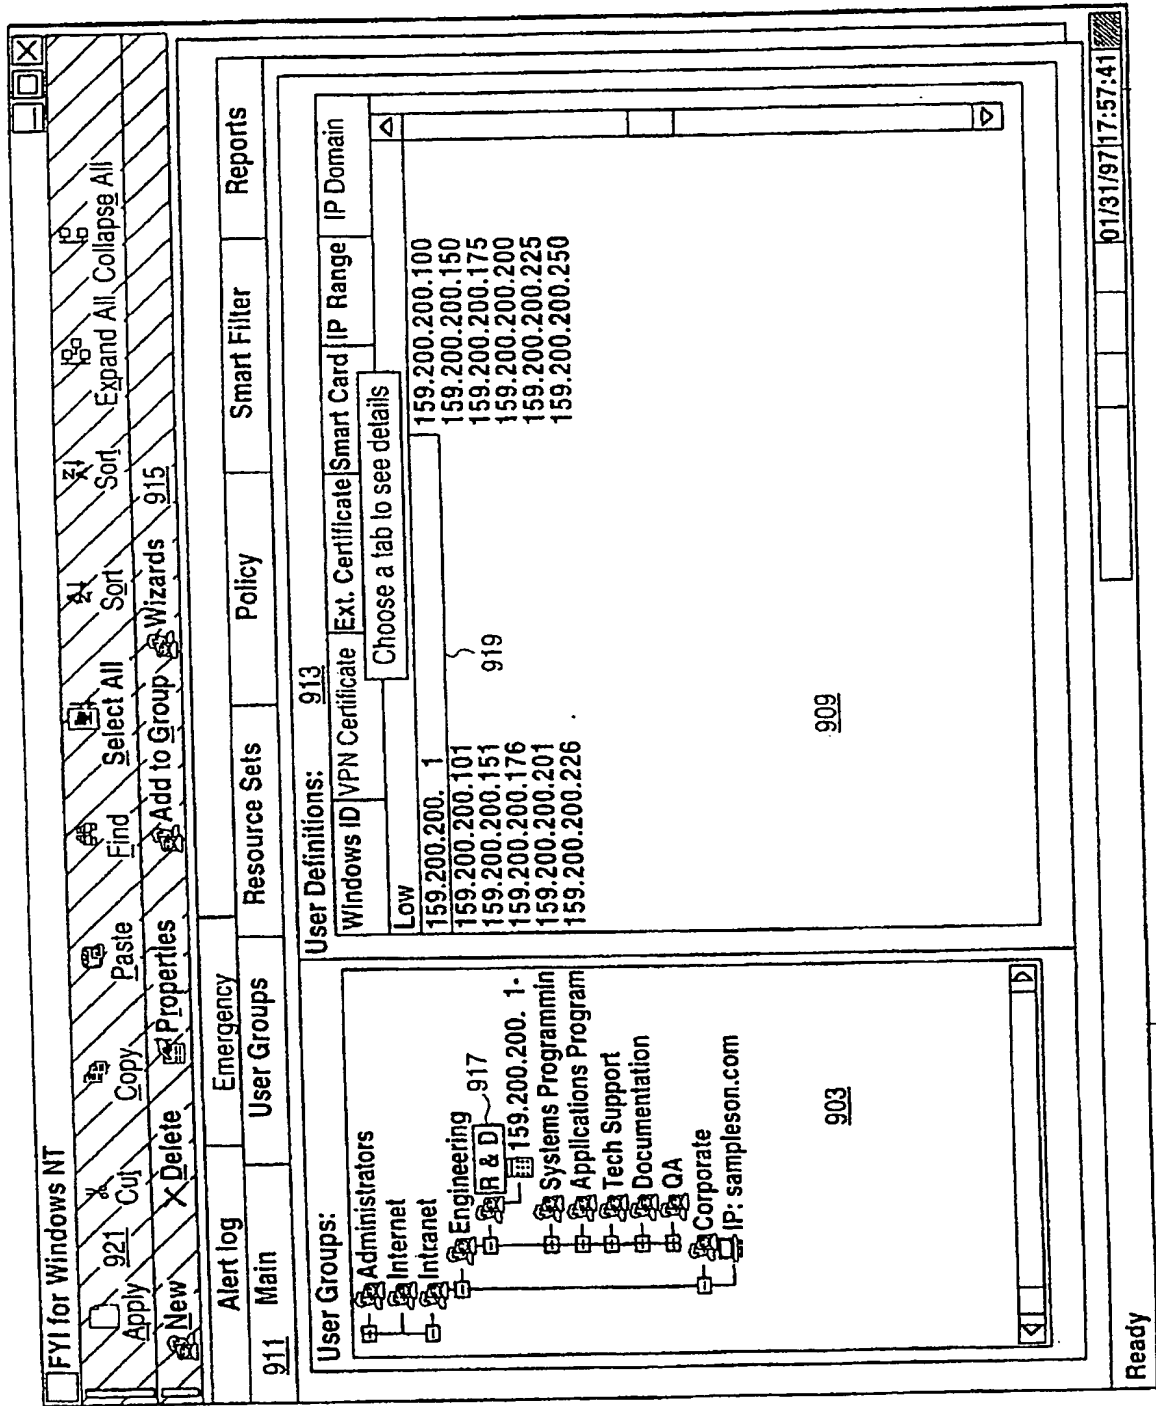 FYI for Windows NT
Apply 921 Cut Copy Paste Find Select All Sort Sort Expand All Collapse All
New Delete Properties Add to Group Wizards 915
Alert log Emergency
Main User Groups Resource Sets Policy Smart Filter Reports
911
User Groups:
Administrators
Internet
Intranet
Engineering
R & D 917
159.200.200. 1-
Systems Programmin
Applications Program
Tech Support
Documentation
QA
Corporate
IP: sampleson.com
903
User Definitions: 913
Windows ID VPN Certificate Ext. Certificate Smart Card IP Range IP Domain
Choose a tab to see details
Low
159.200.200. 1 159.200.200.100
159.200.200.101 159.200.200.150
159.200.200.151 159.200.200.175
159.200.200.176 159.200.200.200
159.200.200.201 159.200.200.225
159.200.200.226 159.200.200.250
919
909
Ready 01/31/97 17:57:41